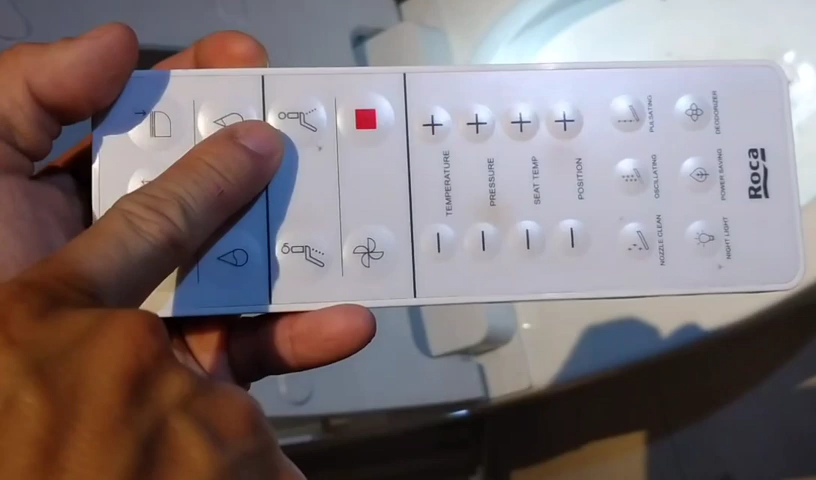 TEMPERATURE
PRESSURE
SEAT TEMP
POSITION
PULSATING
OSCILLATING
NOZZLE CLEAN
DEODORIZER
POWER SAVING
NIGHT LIGHT
Roca